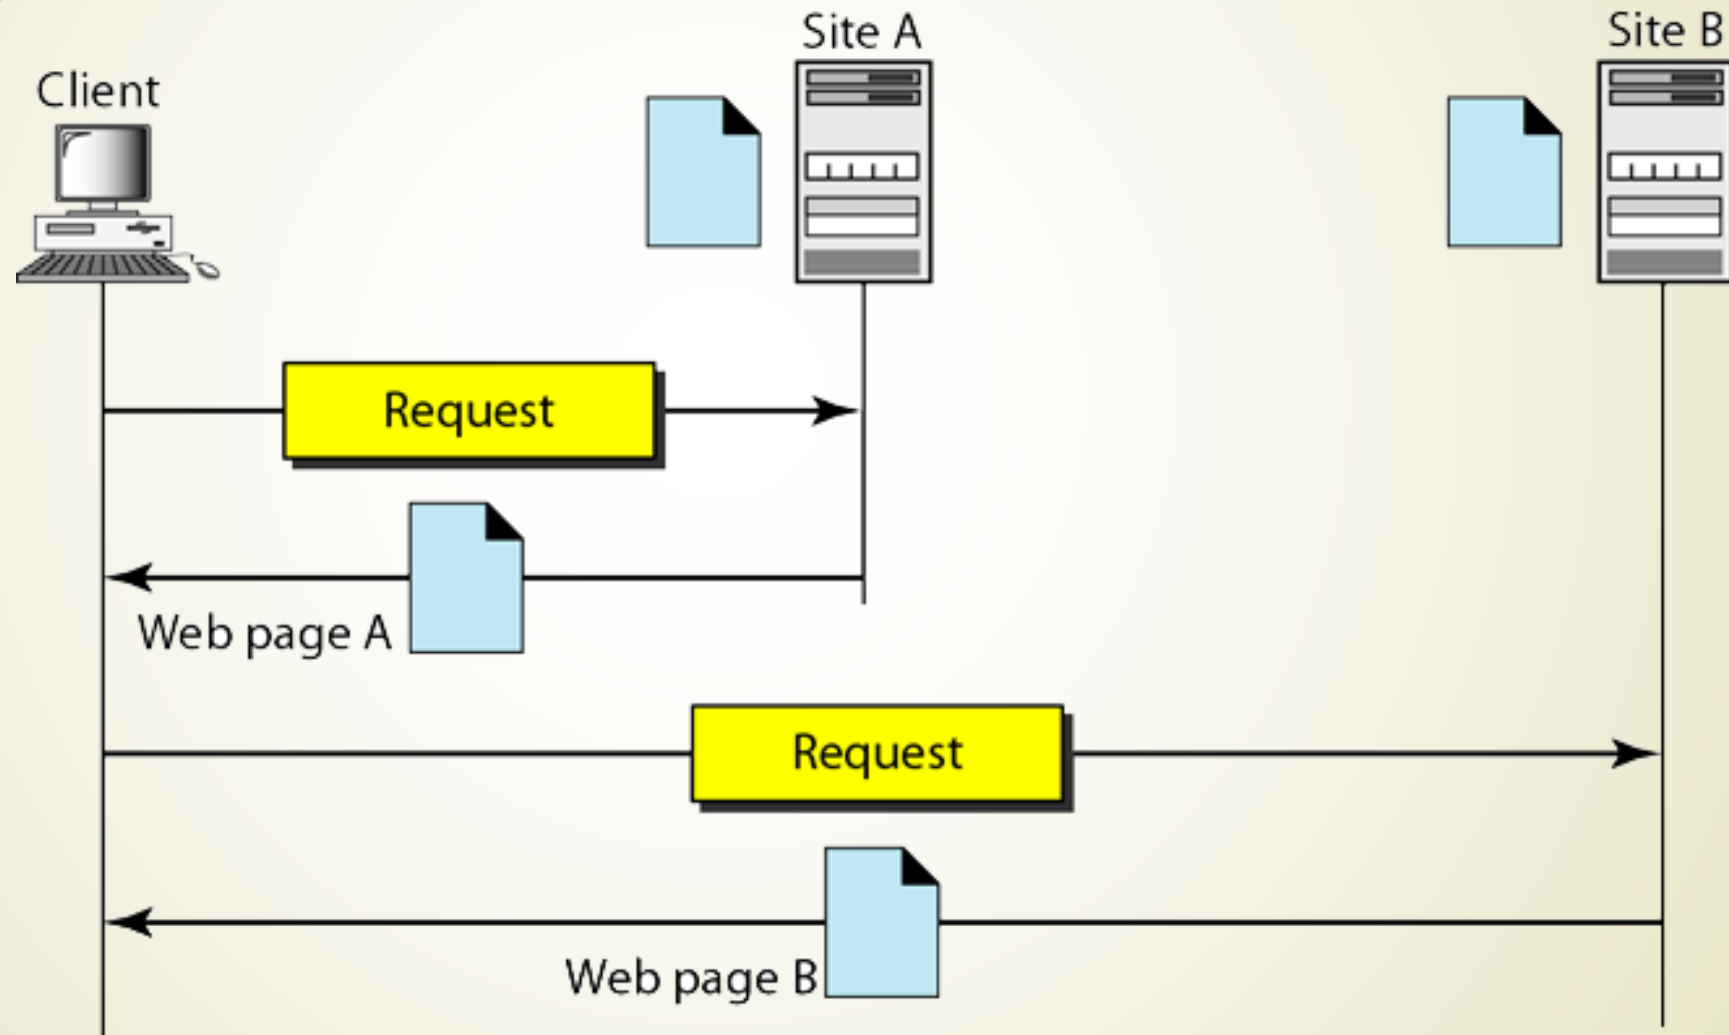 Site A
Site B
Client
Request
Web page A
Request
Web page B